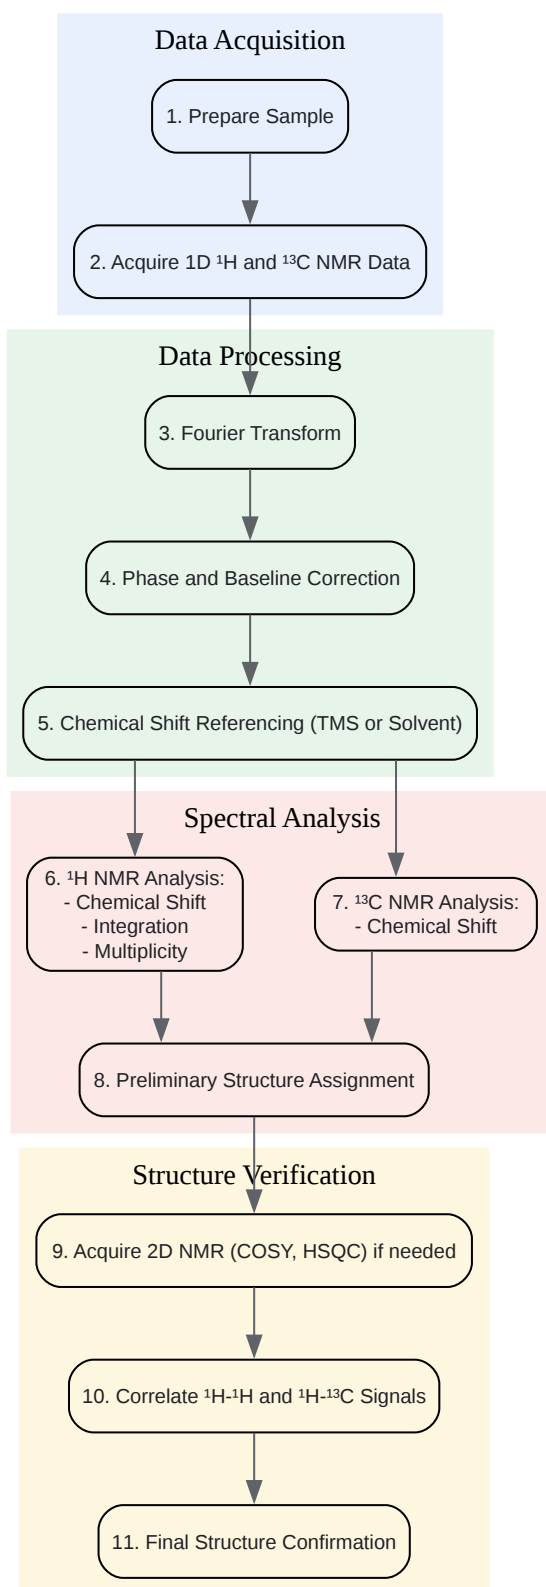 Data Acquisition
1. Prepare Sample
2. Acquire 1D ¹H and ¹³C NMR Data
Data Processing
3. Fourier Transform
4. Phase and Baseline Correction
5. Chemical Shift Referencing (TMS or Solvent)
Spectral Analysis
6. ¹H NMR Analysis:
- Chemical Shift
- Integration
- Multiplicity
7. ¹³C NMR Analysis:
- Chemical Shift
8. Preliminary Structure Assignment
Structure Verification
9. Acquire 2D NMR (COSY, HSQC) if needed
10. Correlate ¹H-¹H and ¹H-¹³C Signals
11. Final Structure Confirmation